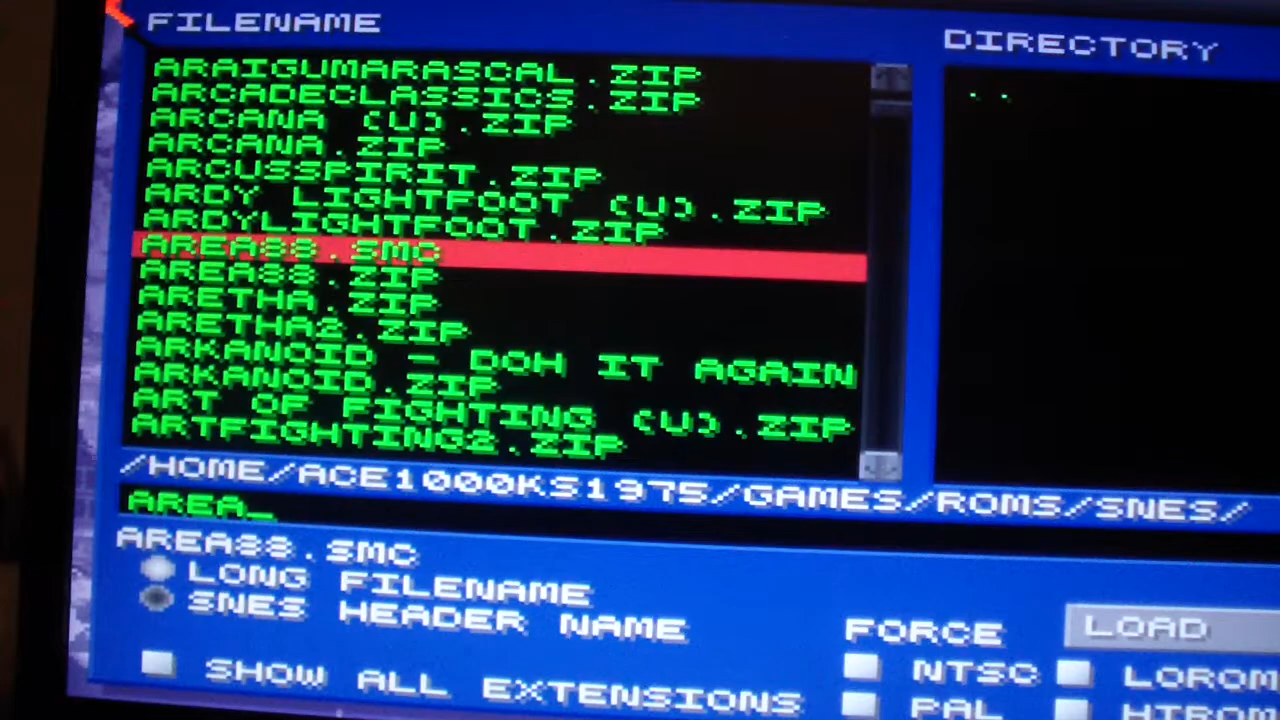 FILENAME
DIRECTORY
ARAIGUMARASCAL.ZIP
ARCADECLASSICS.ZIP
ARCANA (U).ZIP
ARCANA.ZIP
ARCUSSPIRIT.ZIP
ARDY LIGHTFOOT (U).ZIP
ARDYLIGHTFOOT.ZIP
AREA88.SMC
AREA88.ZIP
ARETHA.ZIP
ARETHA2.ZIP
ARKANOID - DOH IT AGAIN
ARKANOID.ZIP
ART OF FIGHTING (U).ZIP
ARTFIGHTING2.ZIP
..
/HOME/ACE1000KS1975/GAMES/ROMS/SNES/
AREA_
AREA88.SMC
LONG FILENAME
SNES HEADER NAME
SHOW ALL EXTENSIONS
FORCE
LOAD
NTSC
LOROM
PAL
HIROM